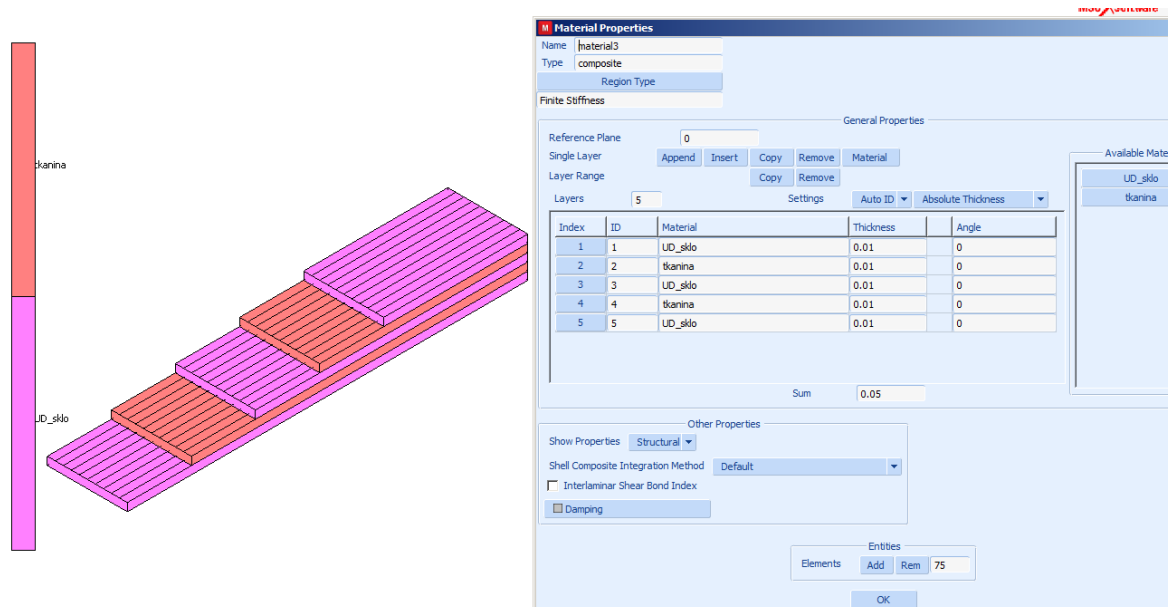 tkanina
UD_sklo
Material Properties
Name material3
Type composite
Region Type
Finite Stiffness
General Properties
Reference Plane 0
Single Layer Append Insert Copy Remove Material
Layer Range Copy Remove
Layers 5 Settings Auto ID Absolute Thickness
Index ID Material Thickness Angle
1 1 UD_sklo 0.01 0
2 2 tkanina 0.01 0
3 3 UD_sklo 0.01 0
4 4 tkanina 0.01 0
5 5 UD_sklo 0.01 0
Sum 0.05
Available Mate
UD_sklo
tkanina
Other Properties
Show Properties Structural
Shell Composite Integration Method Default
Interlaminar Shear Bond Index
Damping
Entities
Elements Add Rem 75
OK